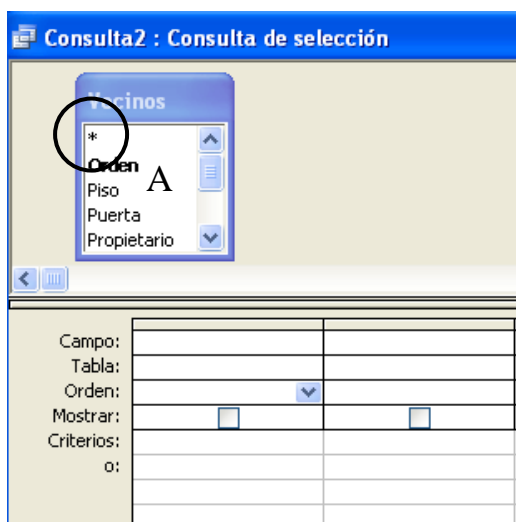 Consulta2 : Consulta de selección
Vecinos
*
Orden
A
Piso
Puerta
Propietario
Campo:
Tabla:
Orden:
Mostrar:
Criterios:
o: